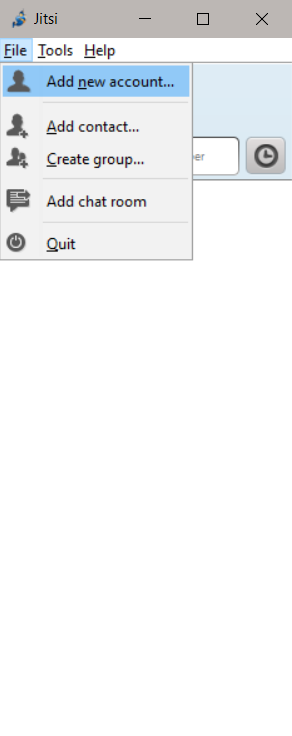 Jitsi
File Tools Help
Add new account...
Add contact...
Create group...
Add chat room
Quit